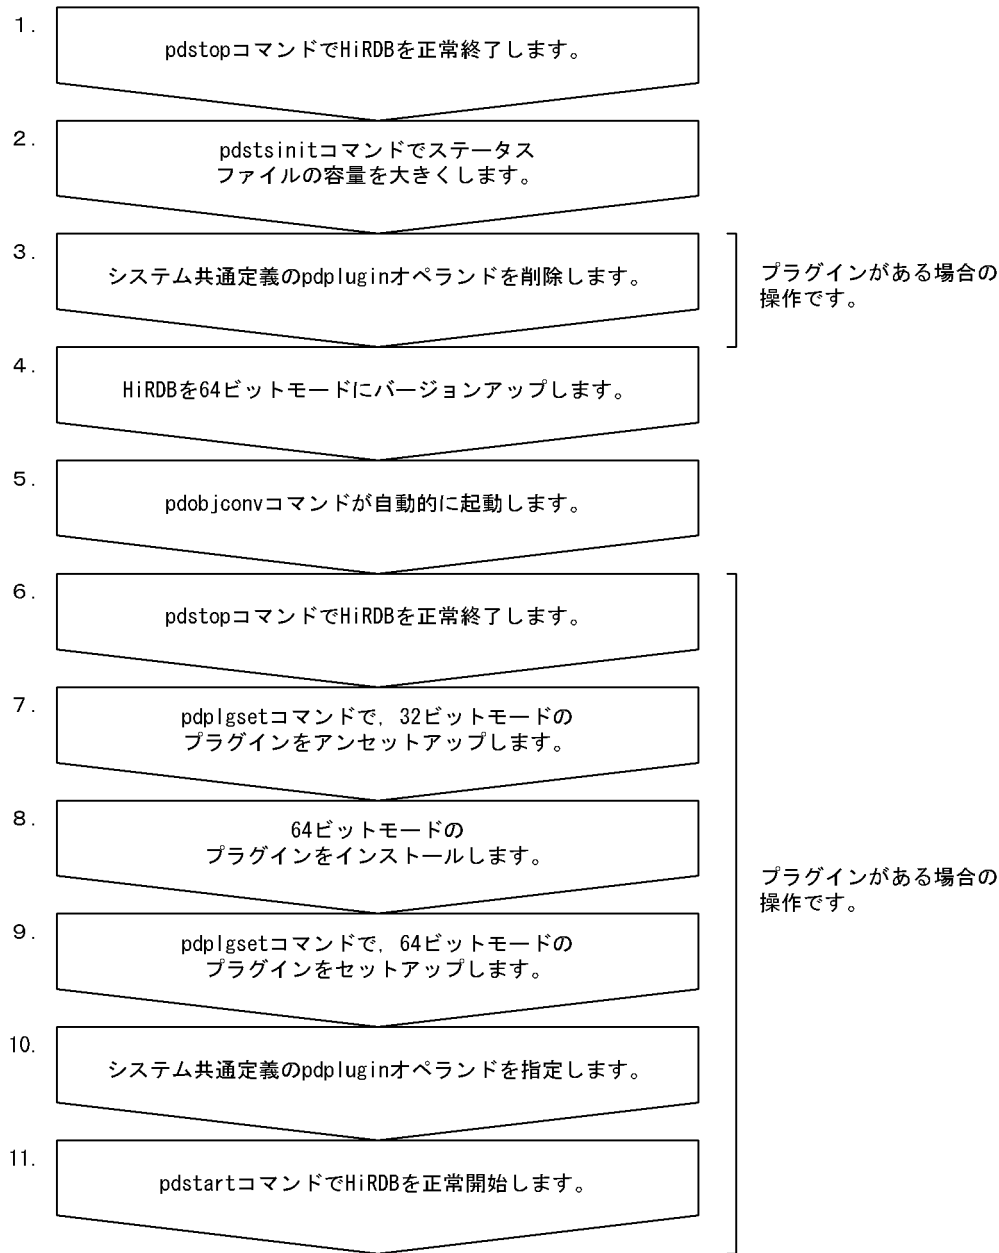 1.
pdstopコマンドでHiRDBを正常終了します。
2.
pdstsinitコマンドでステータス
ファイルの容量を大きくします。
3.
システム共通定義のpdpluginオペランドを削除します。
プラグインがある場合の
操作です。
4.
HiRDBを64ビットモードにバージョンアップします。
5.
pdobjconvコマンドが自動的に起動します。
6.
pdstopコマンドでHiRDBを正常終了します。
7.
pdplgsetコマンドで，32ビットモードの
プラグインをアンセットアップします。
8.
64ビットモードの
プラグインをインストールします。
プラグインがある場合の
操作です。
9.
pdplgsetコマンドで，64ビットモードの
プラグインをセットアップします。
10.
システム共通定義のpdpluginオペランドを指定します。
11.
pdstartコマンドでHiRDBを正常開始します。